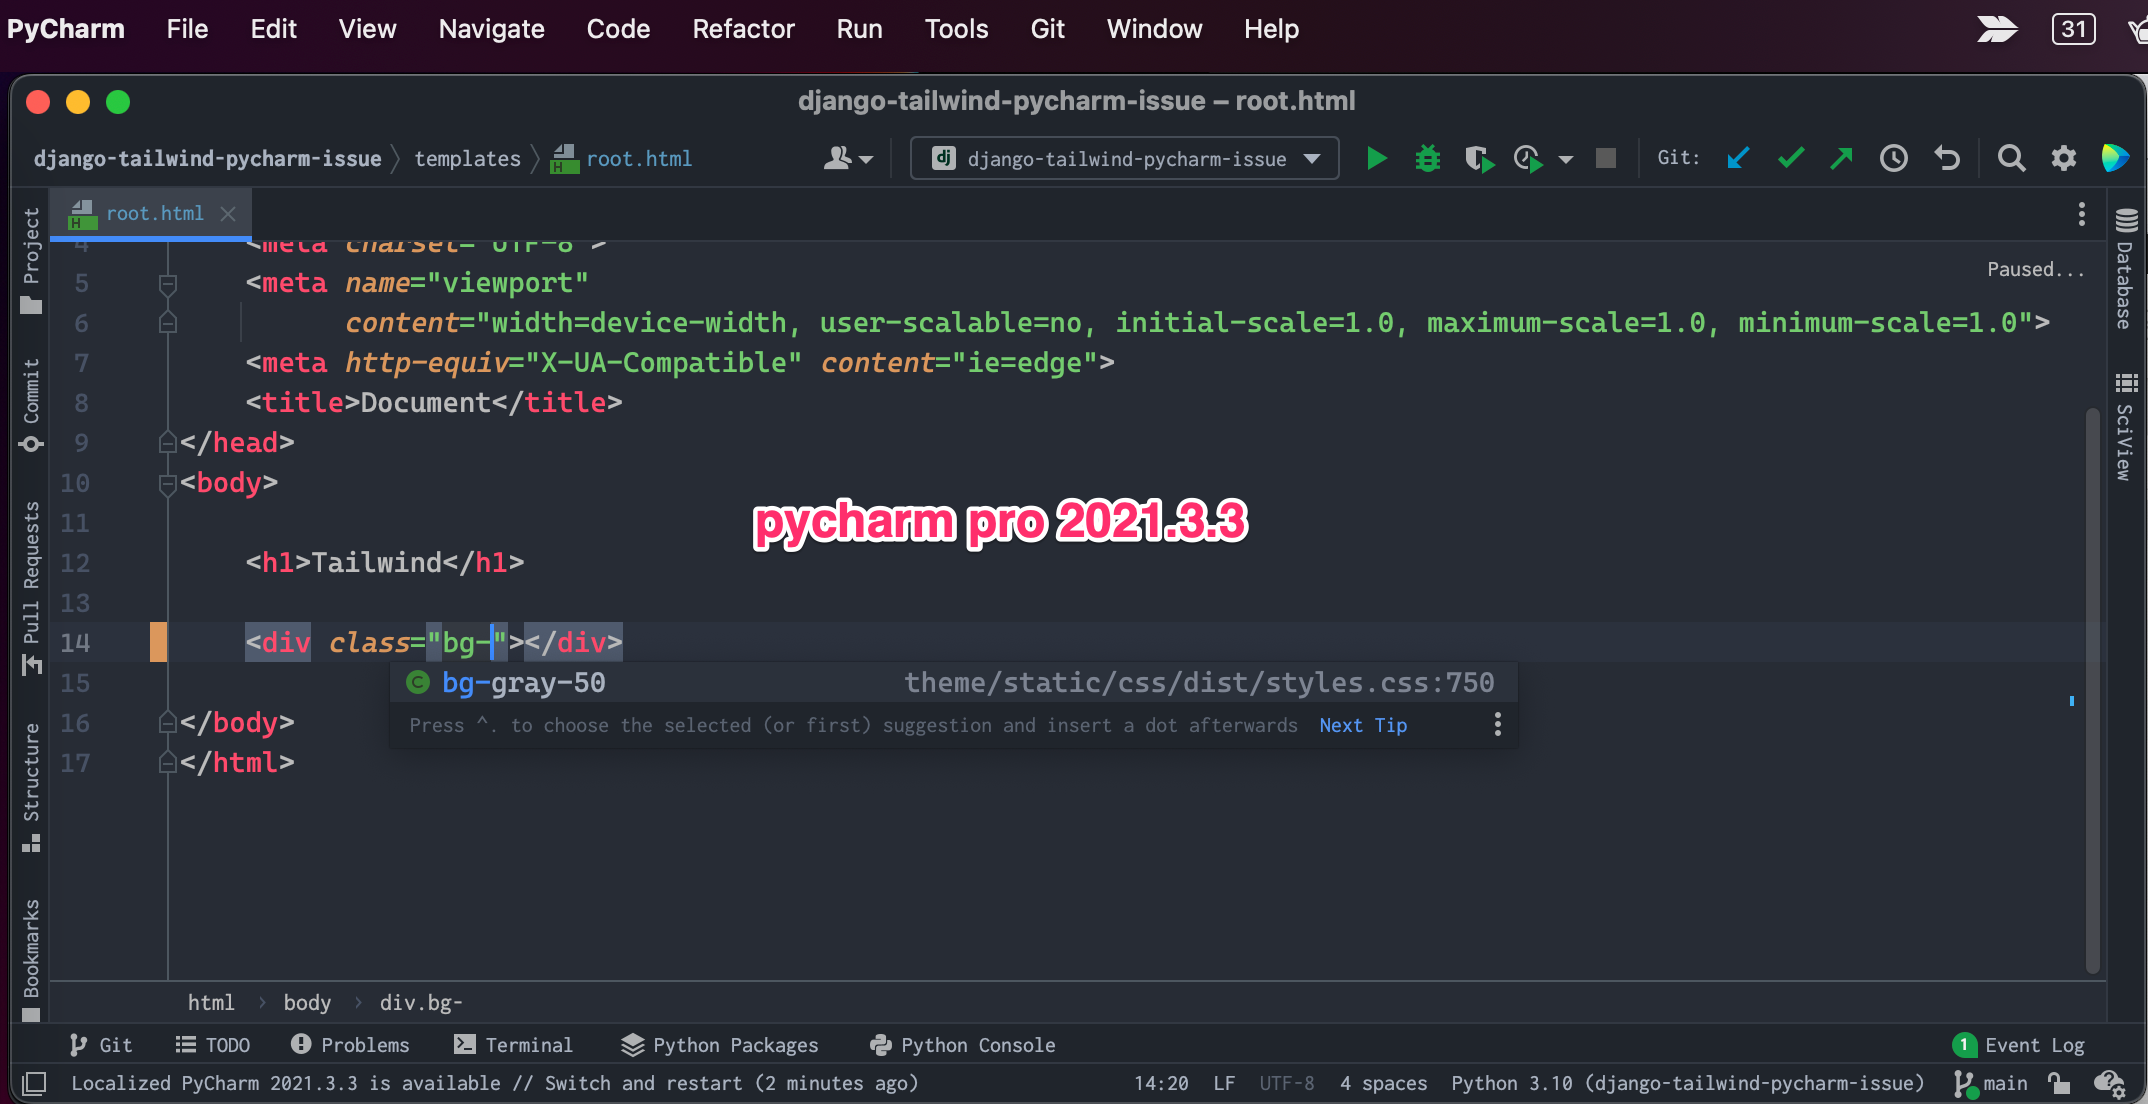 PyCharm File Edit View Navigate Code Refactor Run Tools Git Window Help 31
django-tailwind-pycharm-issue – root.html
django-tailwind-pycharm-issue templates root.html dj django-tailwind-pycharm-issue Git:
root.html
Project
Commit
Pull Requests
Structure
Bookmarks
Database
SciView
Paused...
4 <meta charset="UTF-8">
5 <meta name="viewport"
6 content="width=device-width, user-scalable=no, initial-scale=1.0, maximum-scale=1.0, minimum-scale=1.0">
7 <meta http-equiv="X-UA-Compatible" content="ie=edge">
8 <title>Document</title>
9 </head>
10 <body>
11
pycharm pro 2021.3.3
12 <h1>Tailwind</h1>
13
14 <div class="bg-"></div>
15
C bg-gray-50 theme/static/css/dist/styles.css:750
Press ^. to choose the selected (or first) suggestion and insert a dot afterwards Next Tip
16 </body>
17 </html>
html body div.bg-
Git TODO Problems Terminal Python Packages Python Console 1 Event Log
Localized PyCharm 2021.3.3 is available // Switch and restart (2 minutes ago) 14:20 LF UTF-8 4 spaces Python 3.10 (django-tailwind-pycharm-issue) main